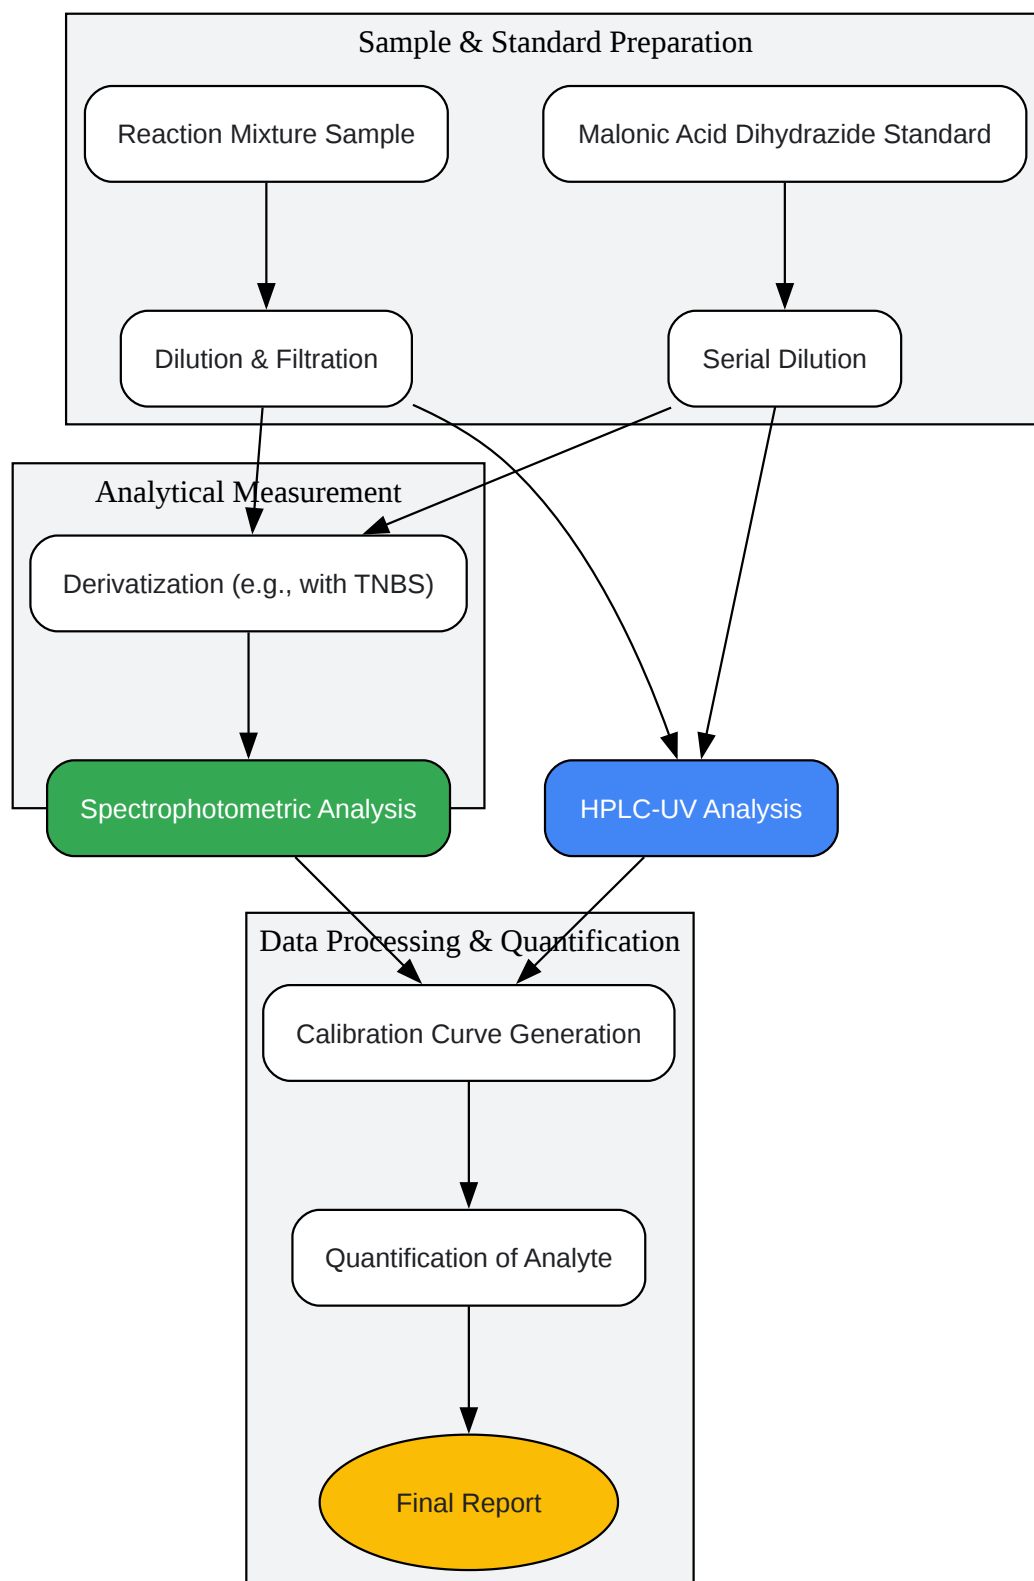 Sample & Standard Preparation
Reaction Mixture Sample
Malonic Acid Dihydrazide Standard
Dilution & Filtration
Serial Dilution
Analytical Measurement
Derivatization (e.g., with TNBS)
Spectrophotometric Analysis
HPLC-UV Analysis
Data Processing & Quantification
Calibration Curve Generation
Quantification of Analyte
Final Report